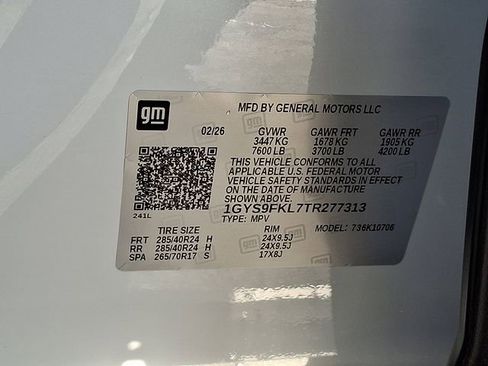 gm
MFD BY GENERAL MOTORS LLC
02/26 GVWR GAWR FRT GAWR RR
3447 KG 1678 KG 1905 KG
7600 LB 3700 LB 4200 LB
THIS VEHICLE CONFORMS TO ALL
APPLICABLE U.S. FEDERAL MOTOR
VEHICLE SAFETY STANDARDS IN EFFECT
ON THE DATE OF MANUFACTURE
SHOWN ABOVE.
1GYS9FKL7TR277313
241L
TYPE: MPV
TIRE SIZE RIM MODEL: 736K10706
FRT 285/40R24 H 24X9.5J
RR 285/40R24 H 24X9.5J
SPA 265/70R17 S 17X8J